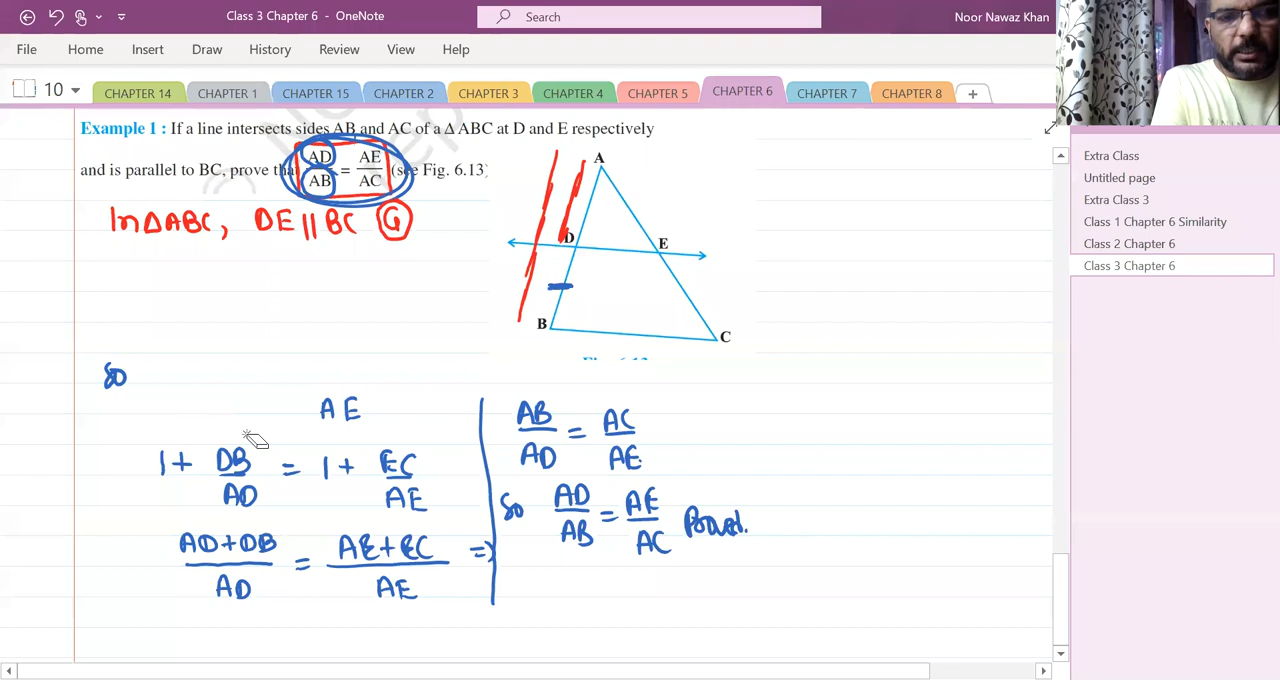 Class 3 Chapter 6 - OneNote
Search
Noor Nawaz Khan
File Home Insert Draw History Review View Help
10 CHAPTER 14 CHAPTER 1 CHAPTER 15 CHAPTER 2 CHAPTER 3 CHAPTER 4 CHAPTER 5 CHAPTER 6 CHAPTER 7 CHAPTER 8 +
Extra Class
Untitled page
Extra Class 3
Class 1 Chapter 6 Similarity
Class 2 Chapter 6
Class 3 Chapter 6
Example 1 : If a line intersects sides AB and AC of a Δ ABC at D and E respectively
and is parallel to BC, prove that AD/AB = AE/AC (see Fig. 6.13)
In ΔABC, DE || BC G
A
D
E
B
C
So
AE
1 + DB/AD = 1 + EC/AE
AD+DB/AD = AE+EC/AE =>
AB/AD = AC/AE
So AD/AB = AE/AC Proved.